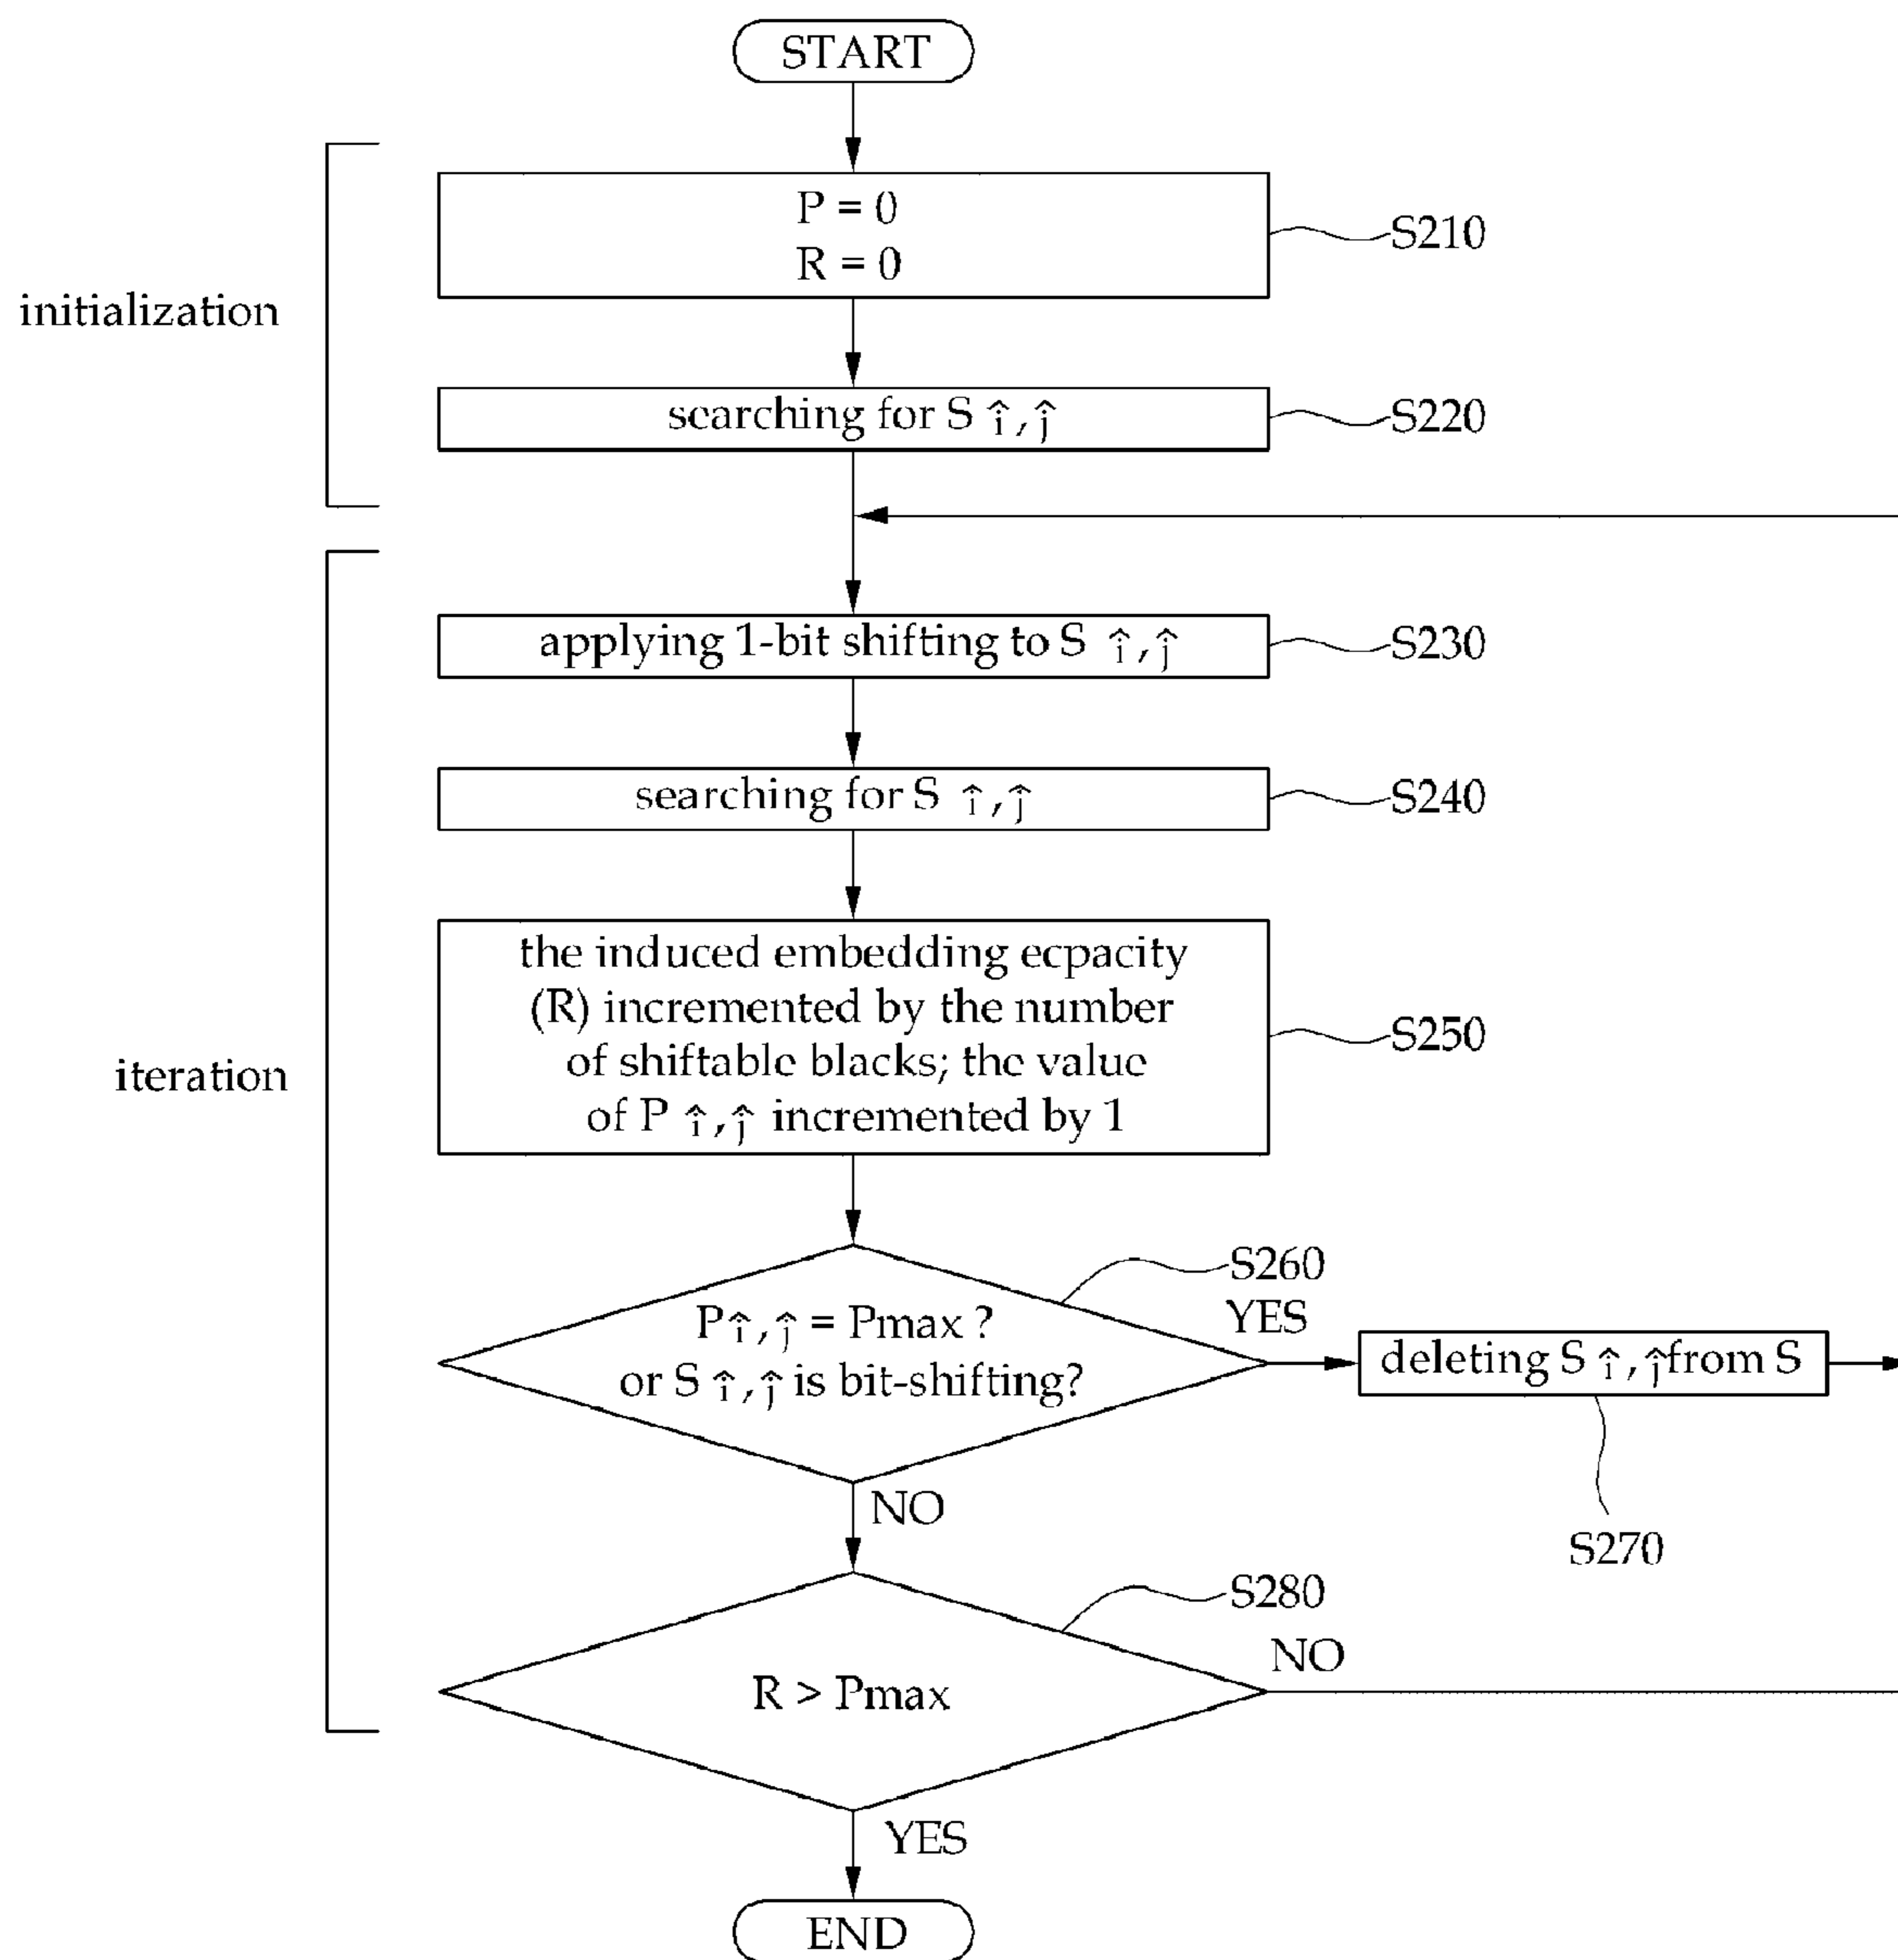 START
initialization
P = 0
R = 0
S210
searching for S î, ĵ
S220
iteration
applying 1-bit shifting to S î, ĵ
S230
searching for S î, ĵ
S240
the induced embedding ecpacity
(R) incremented by the number
of shiftable blacks; the value
of P î, ĵ incremented by 1
S250
S260
P î, ĵ = Pmax ?
or S î, ĵ is bit-shifting?
YES
deleting S î, ĵ from S
S270
NO
S280
R > Pmax
NO
YES
END